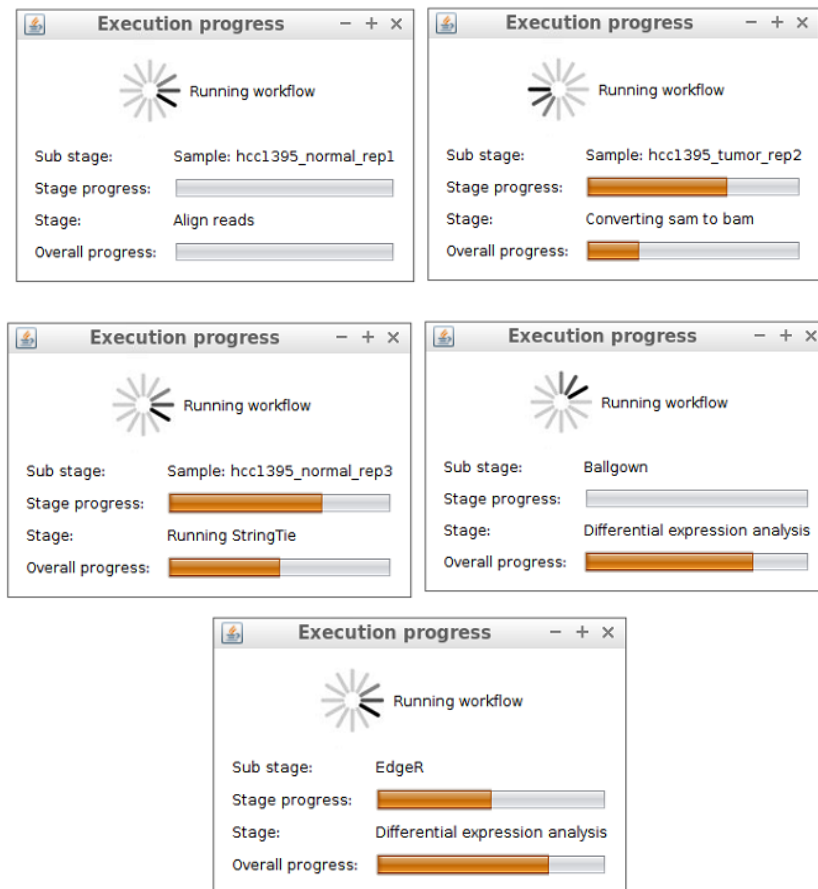 Execution progress
Running workflow
Sub stage: Sample: hcc1395_normal_rep1
Stage progress:
Stage: Align reads
Overall progress:
Execution progress
Running workflow
Sub stage: Sample: hcc1395_tumor_rep2
Stage progress:
Stage: Converting sam to bam
Overall progress:
Execution progress
Running workflow
Sub stage: Sample: hcc1395_normal_rep3
Stage progress:
Stage: Running StringTie
Overall progress:
Execution progress
Running workflow
Sub stage: Ballgown
Stage progress:
Stage: Differential expression analysis
Overall progress:
Execution progress
Running workflow
Sub stage: EdgeR
Stage progress:
Stage: Differential expression analysis
Overall progress: